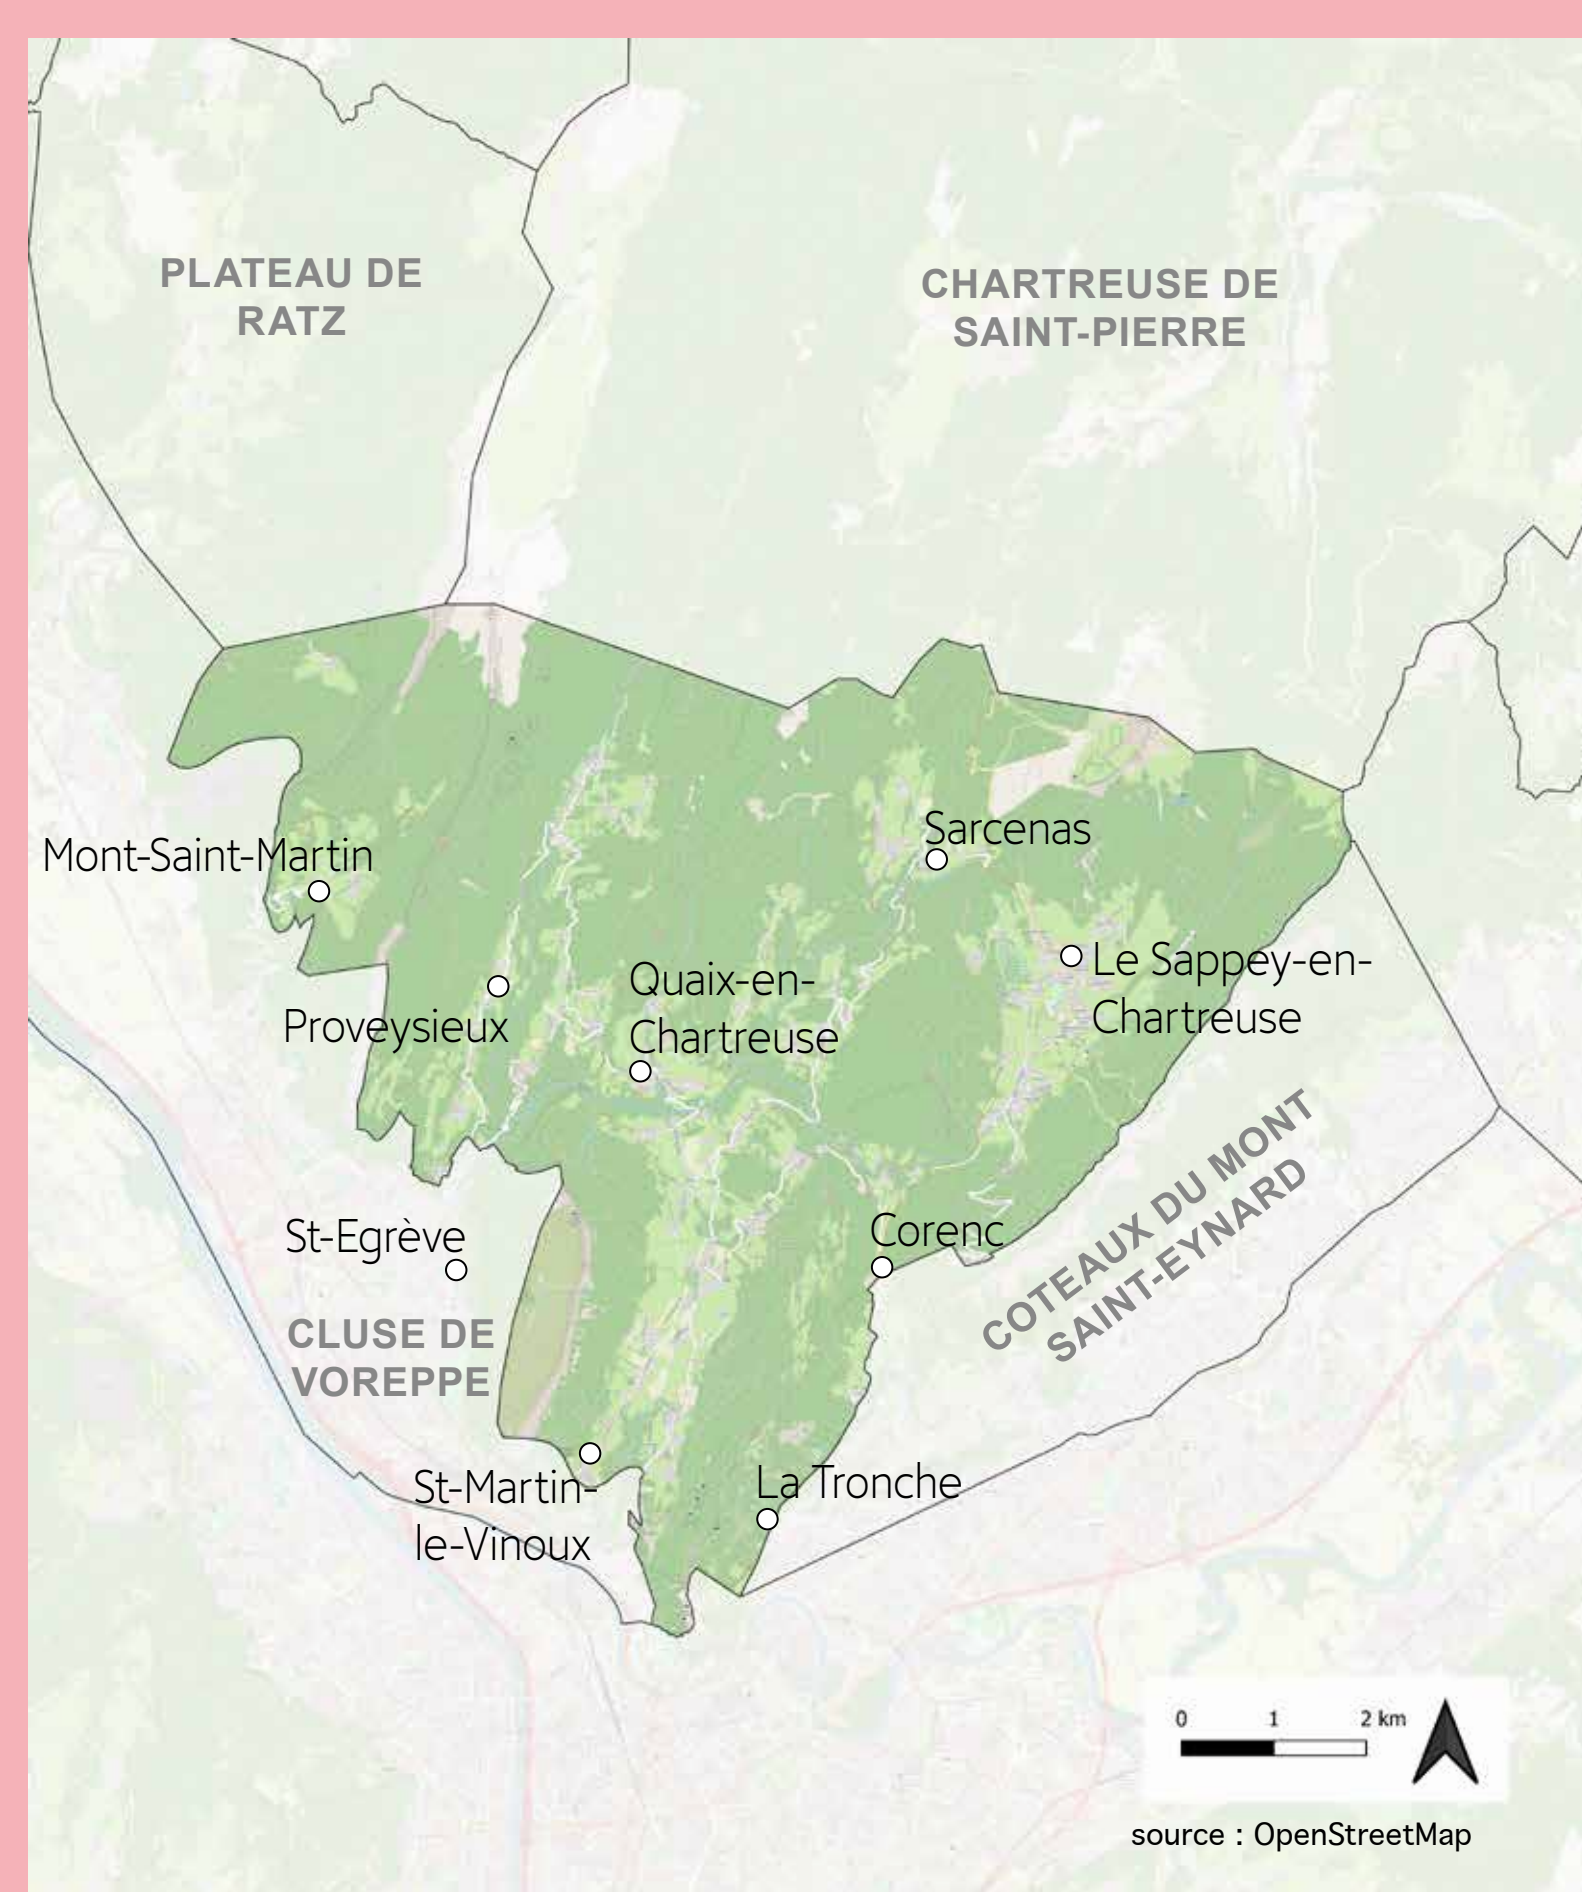 PLATEAU DE
RATZ
CHARTREUSE DE
SAINT-PIERRE
Sarcenas
Mont-Saint-Martin
Le Sappey-en-
Chartreuse
Quaix-en-
Chartreuse
Proveysieux
COTEAUX DU MONT
SAINT-EYNARD
Corenc
St-Egrève
CLUSE DE
VOREPPE
La Tronche
St-Martin-
le-Vinoux
0 1 2 km
source : OpenStreetMap